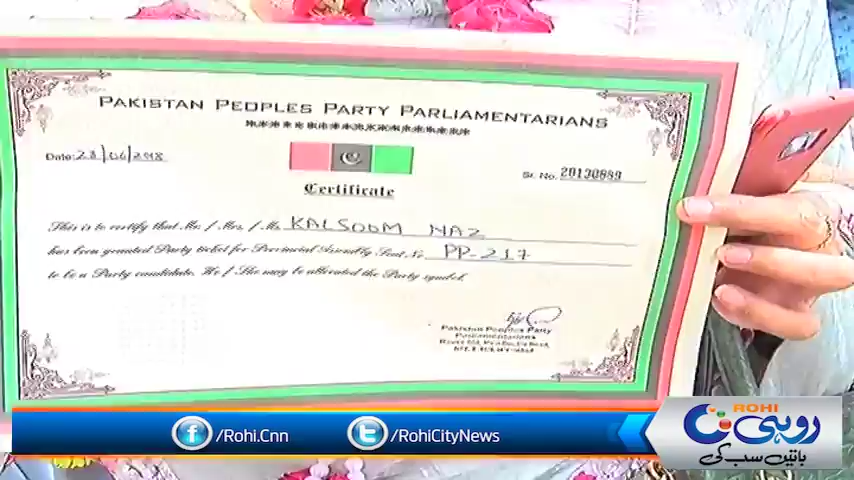 PAKISTAN PEOPLES PARTY PARLIAMENTARIANS
Date: 28/06/2018
Sr. No. 20130889
Certificate
This is to certify that Mr. / Mrs. / Ms. KALSOOM NAZ
has been granted Party ticket for Provincial Assembly Seat No. PP-217
to be a Party candidate. He / She may be allocated the Party symbol.
Pakistan Peoples Party
Parliamentarians
/Rohi.Cnn
/RohiCityNews
ROHI
روہی
باتیں سب کی